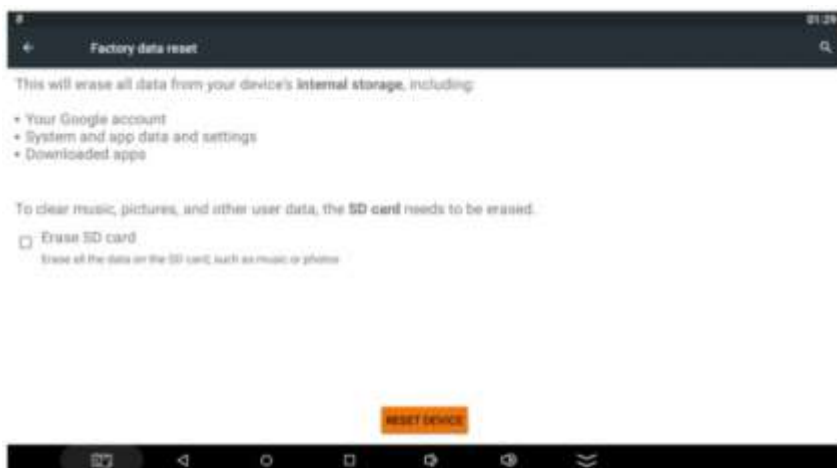 01:29
Factory data reset
This will erase all data from your device's internal storage, including:
• Your Google account
• System and app data and settings
• Downloaded apps
To clear music, pictures, and other user data, the SD card needs to be erased.
Erase SD card
Erase all the data on the SD card, such as music or photos
RESET DEVICE